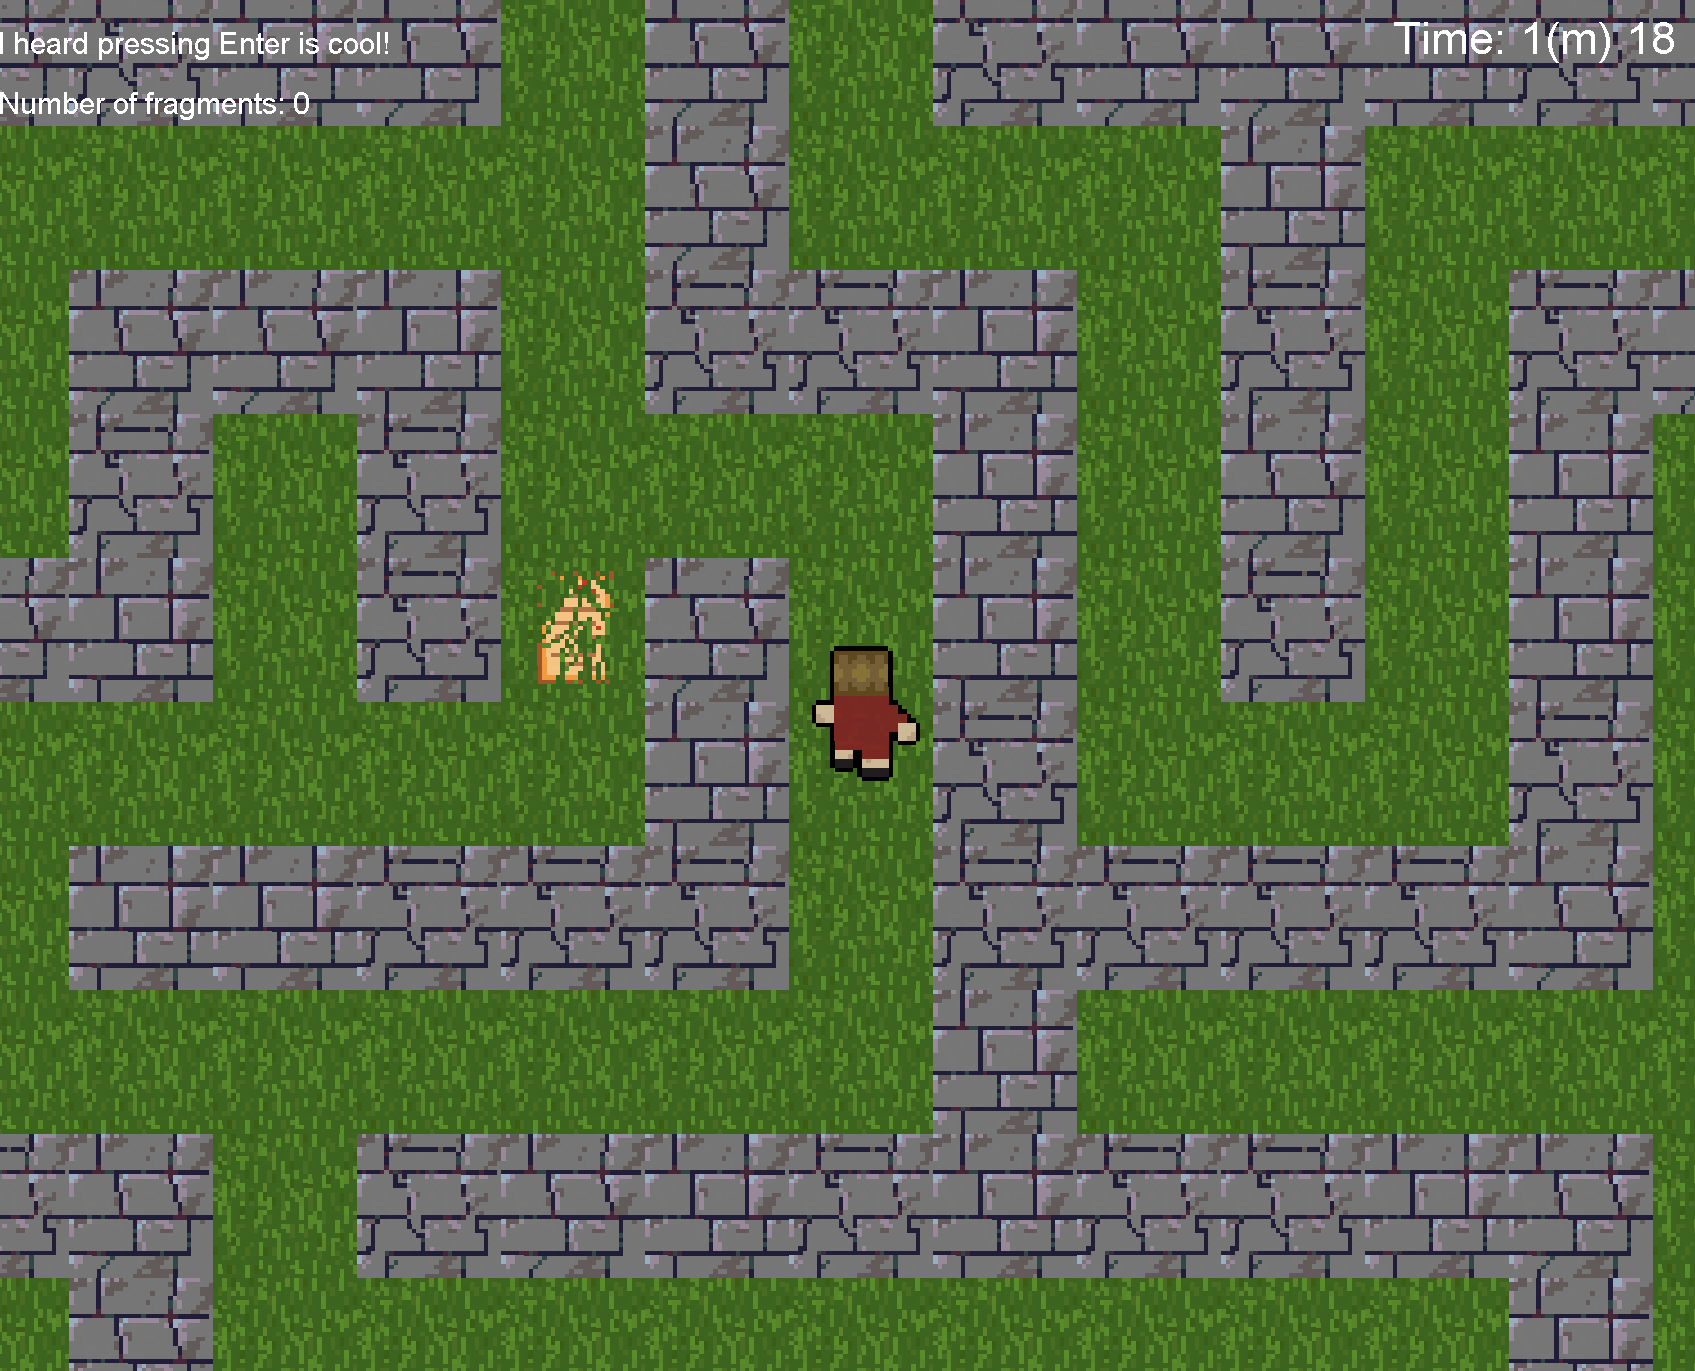 I heard pressing Enter is cool!
Time: 1(m) 18
Number of fragments: 0